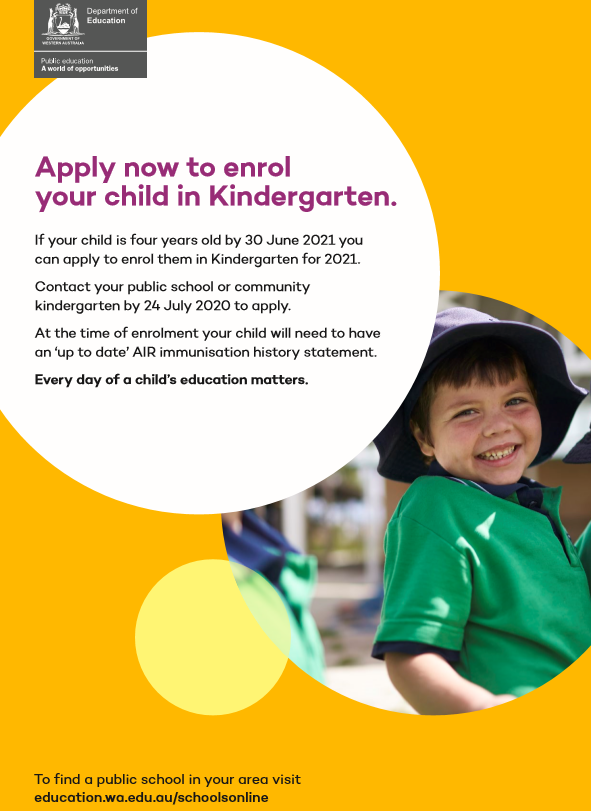 Department of
Education
GOVERNMENT OF
WESTERN AUSTRALIA
Public education
A world of opportunities
Apply now to enrol
your child in Kindergarten.
If your child is four years old by 30 June 2021 you
can apply to enrol them in Kindergarten for 2021.
Contact your public school or community
kindergarten by 24 July 2020 to apply.
At the time of enrolment your child will need to have
an ‘up to date’ AIR immunisation history statement.
Every day of a child’s education matters.
To find a public school in your area visit
education.wa.edu.au/schoolsonline